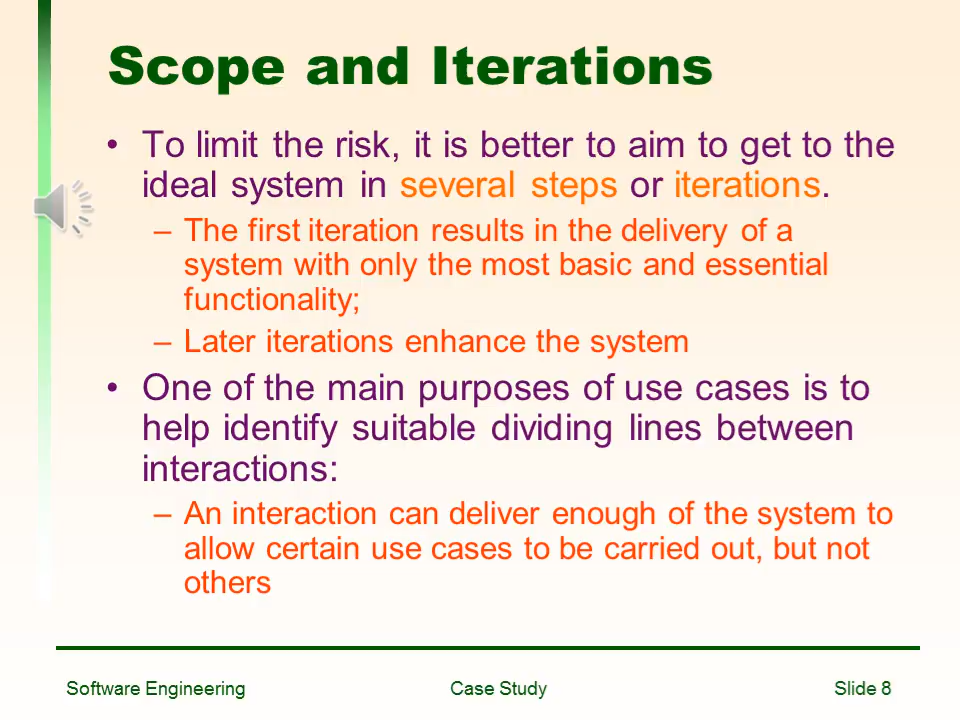 Scope and Iterations
• To limit the risk, it is better to aim to get to the
ideal system in several steps or iterations.
– The first iteration results in the delivery of a
system with only the most basic and essential
functionality;
– Later iterations enhance the system
• One of the main purposes of use cases is to
help identify suitable dividing lines between
interactions:
– An interaction can deliver enough of the system to
allow certain use cases to be carried out, but not
others
Software Engineering Case Study Slide 8